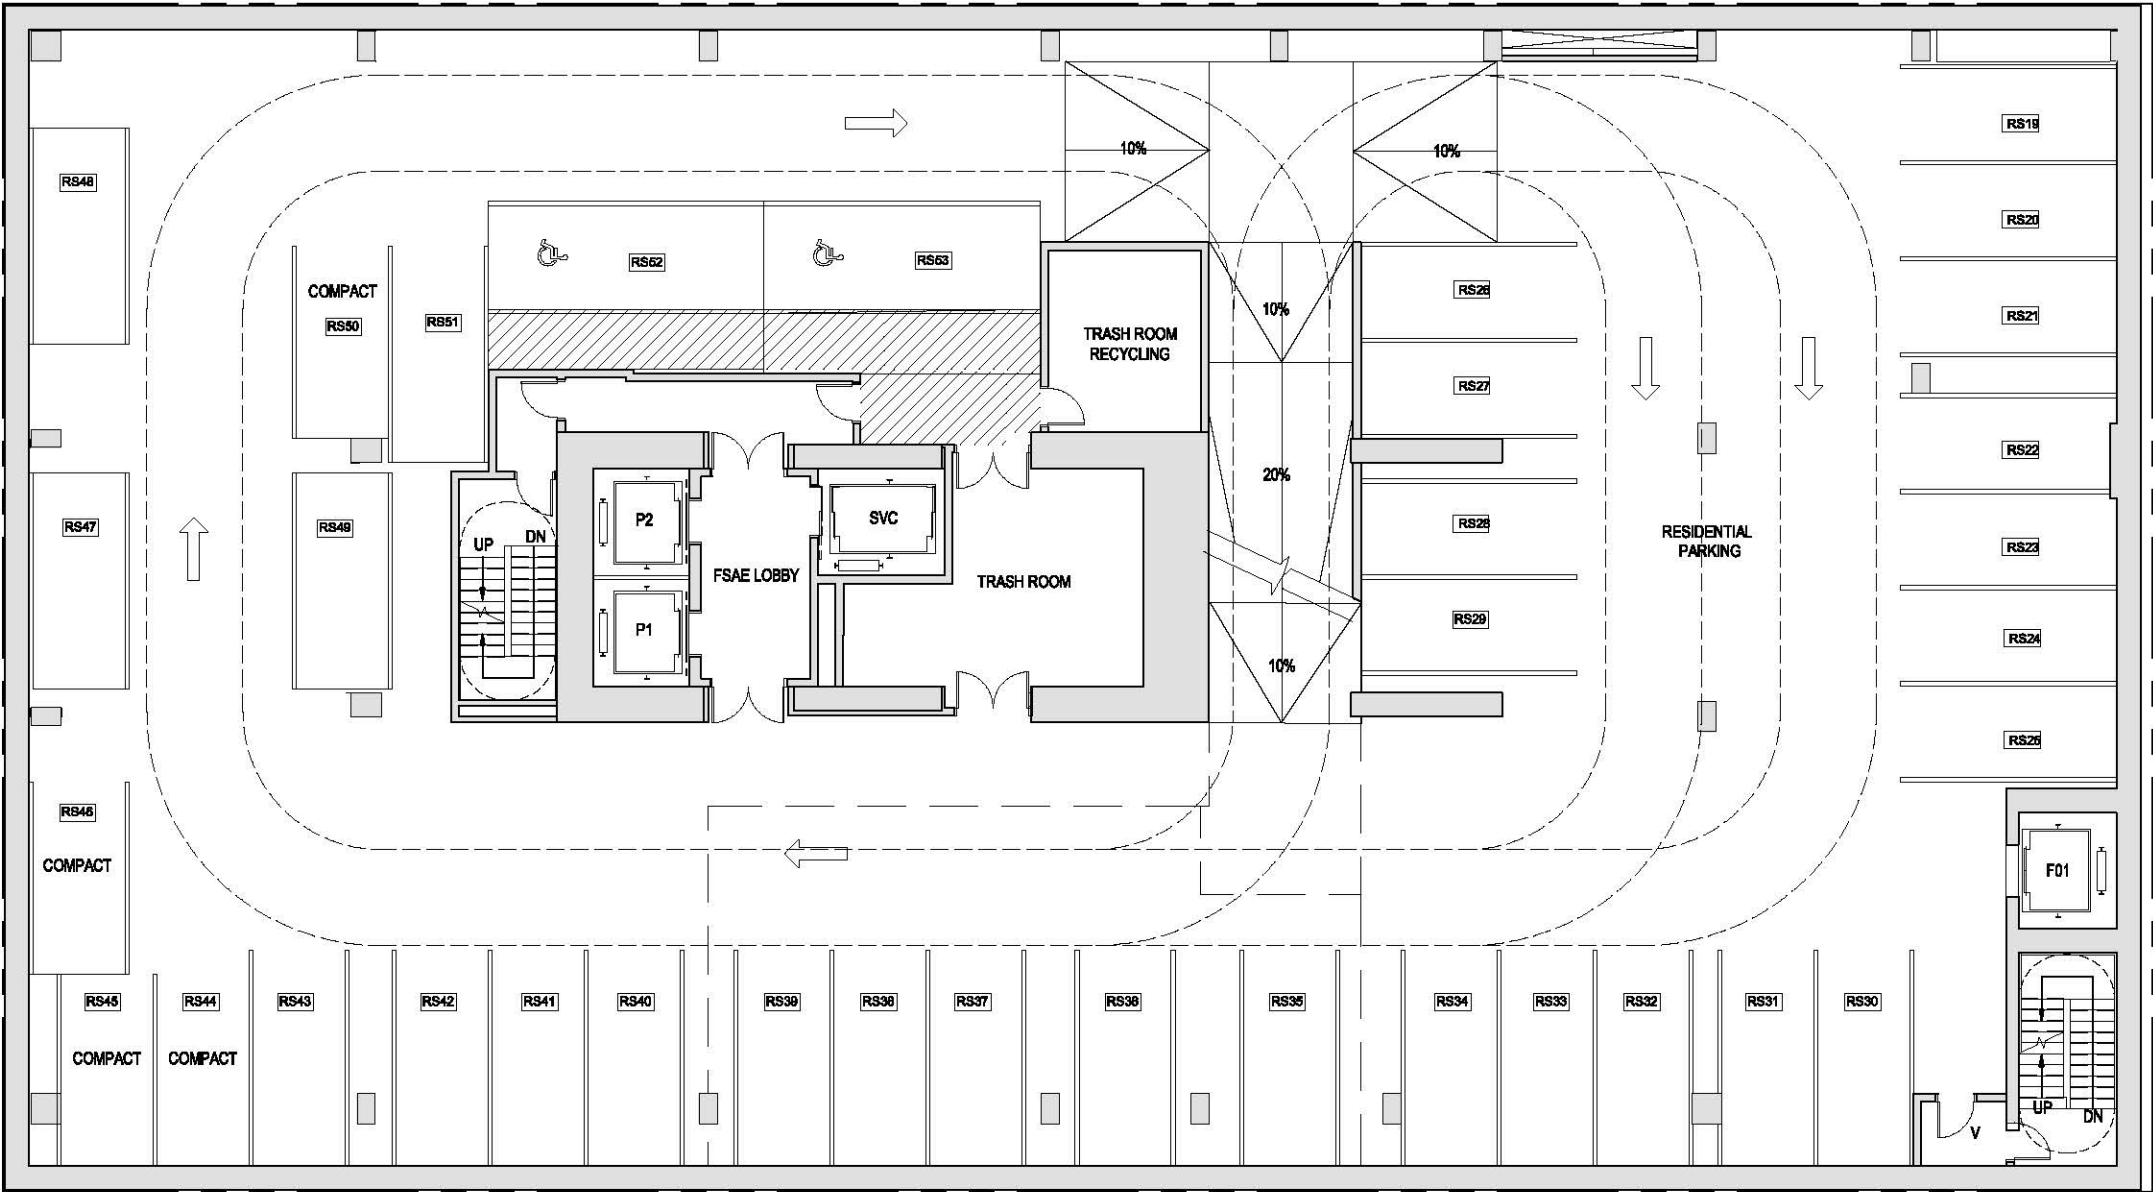 RS19
10%
10%
RS48
RS20
RS52
RS53
COMPACT
RS50
RS51
10%
RS26
RS21
TRASH ROOM
RECYCLING
RS27
RS22
20%
RS47
RS49
P2
SVC
RS28
UP
DN
RESIDENTIAL
PARKING
RS23
FSAE LOBBY
TRASH ROOM
P1
RS29
RS24
10%
RS25
RS46
COMPACT
F01
RS45
RS44
RS43
RS42
RS41
RS40
RS39
RS38
RS37
RS36
RS35
RS34
RS33
RS32
RS31
RS30
COMPACT
COMPACT
UP
DN
V